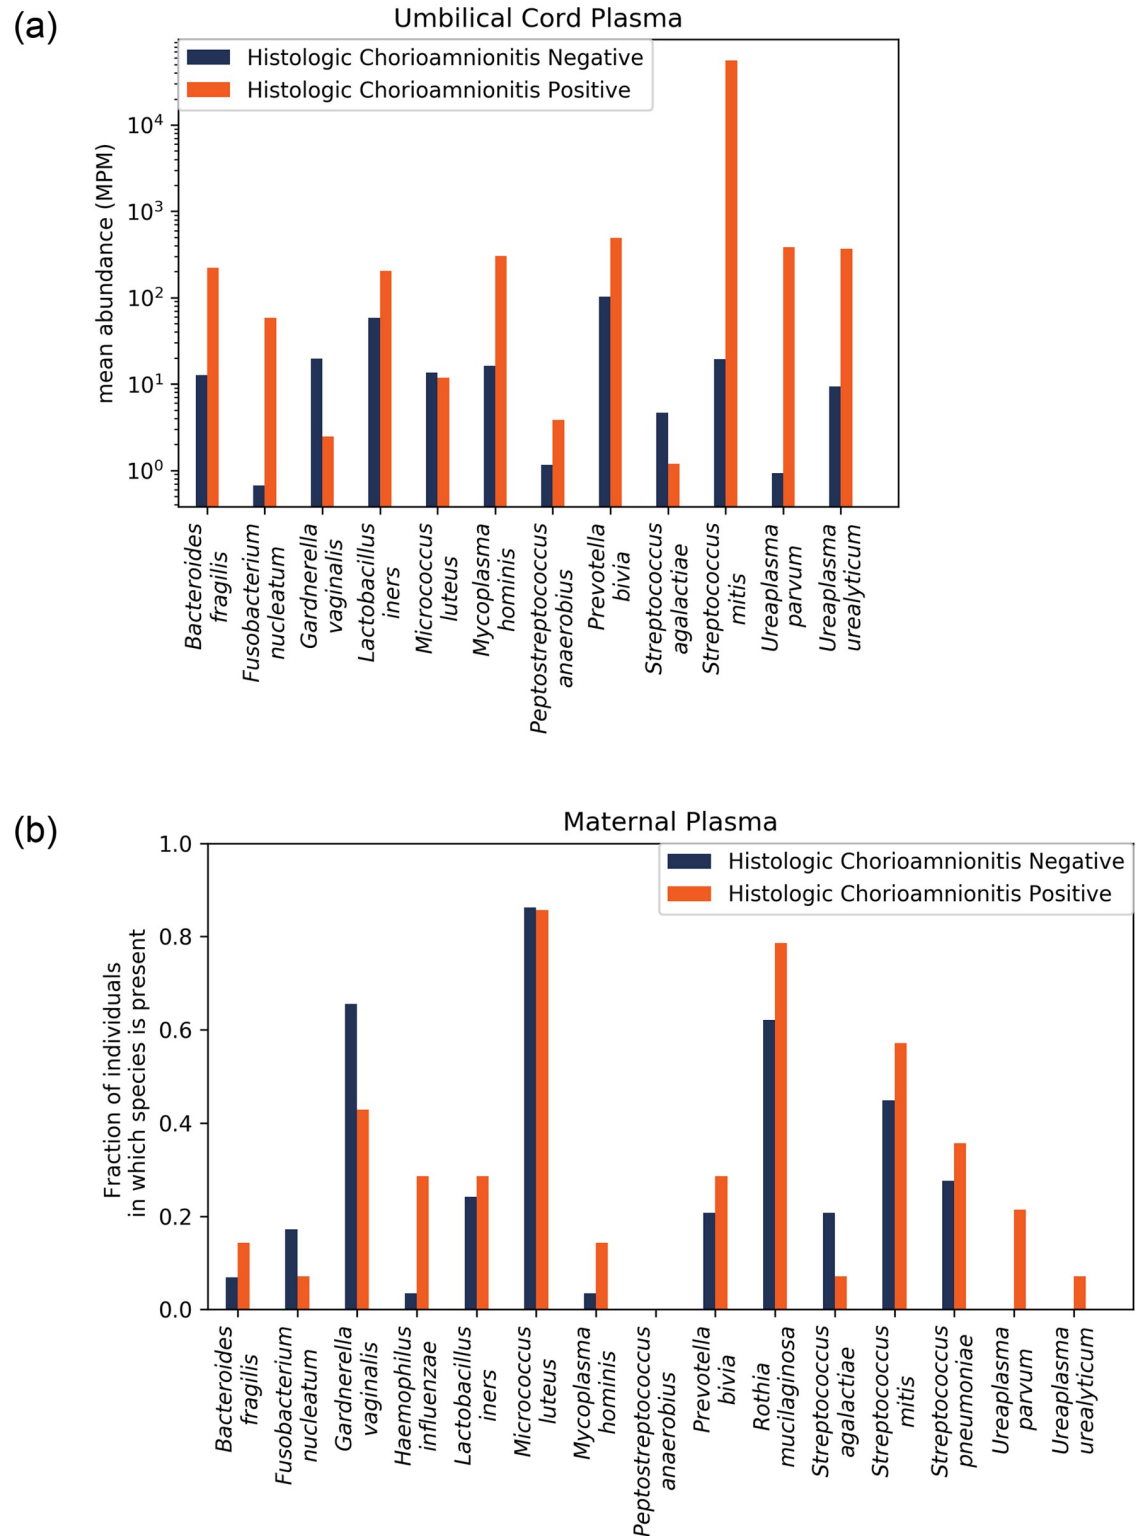 (a)
Umbilical Cord Plasma
Histologic Chorioamnionitis Negative
Histologic Chorioamnionitis Positive
mean abundance (MPM)
10⁴
10³
10²
10¹
10⁰
Bacteroides
fragilis
Fusobacterium
nucleatum
Gardnerella
vaginalis
Lactobacillus
iners
Micrococcus
luteus
Mycoplasma
hominis
Peptostreptococcus
anaerobius
Prevotella
bivia
Streptococcus
agalactiae
Streptococcus
mitis
Ureaplasma
parvum
Ureaplasma
urealyticum
(b)
Maternal Plasma
Histologic Chorioamnionitis Negative
Histologic Chorioamnionitis Positive
Fraction of individuals
in which species is present
1.0
0.8
0.6
0.4
0.2
0.0
Bacteroides
fragilis
Fusobacterium
nucleatum
Gardnerella
vaginalis
Haemophilus
influenzae
Lactobacillus
iners
Micrococcus
luteus
Mycoplasma
hominis
Peptostreptococcus
anaerobius
Prevotella
bivia
Rothia
mucilaginosa
Streptococcus
agalactiae
Streptococcus
mitis
Streptococcus
pneumoniae
Ureaplasma
parvum
Ureaplasma
urealyticum